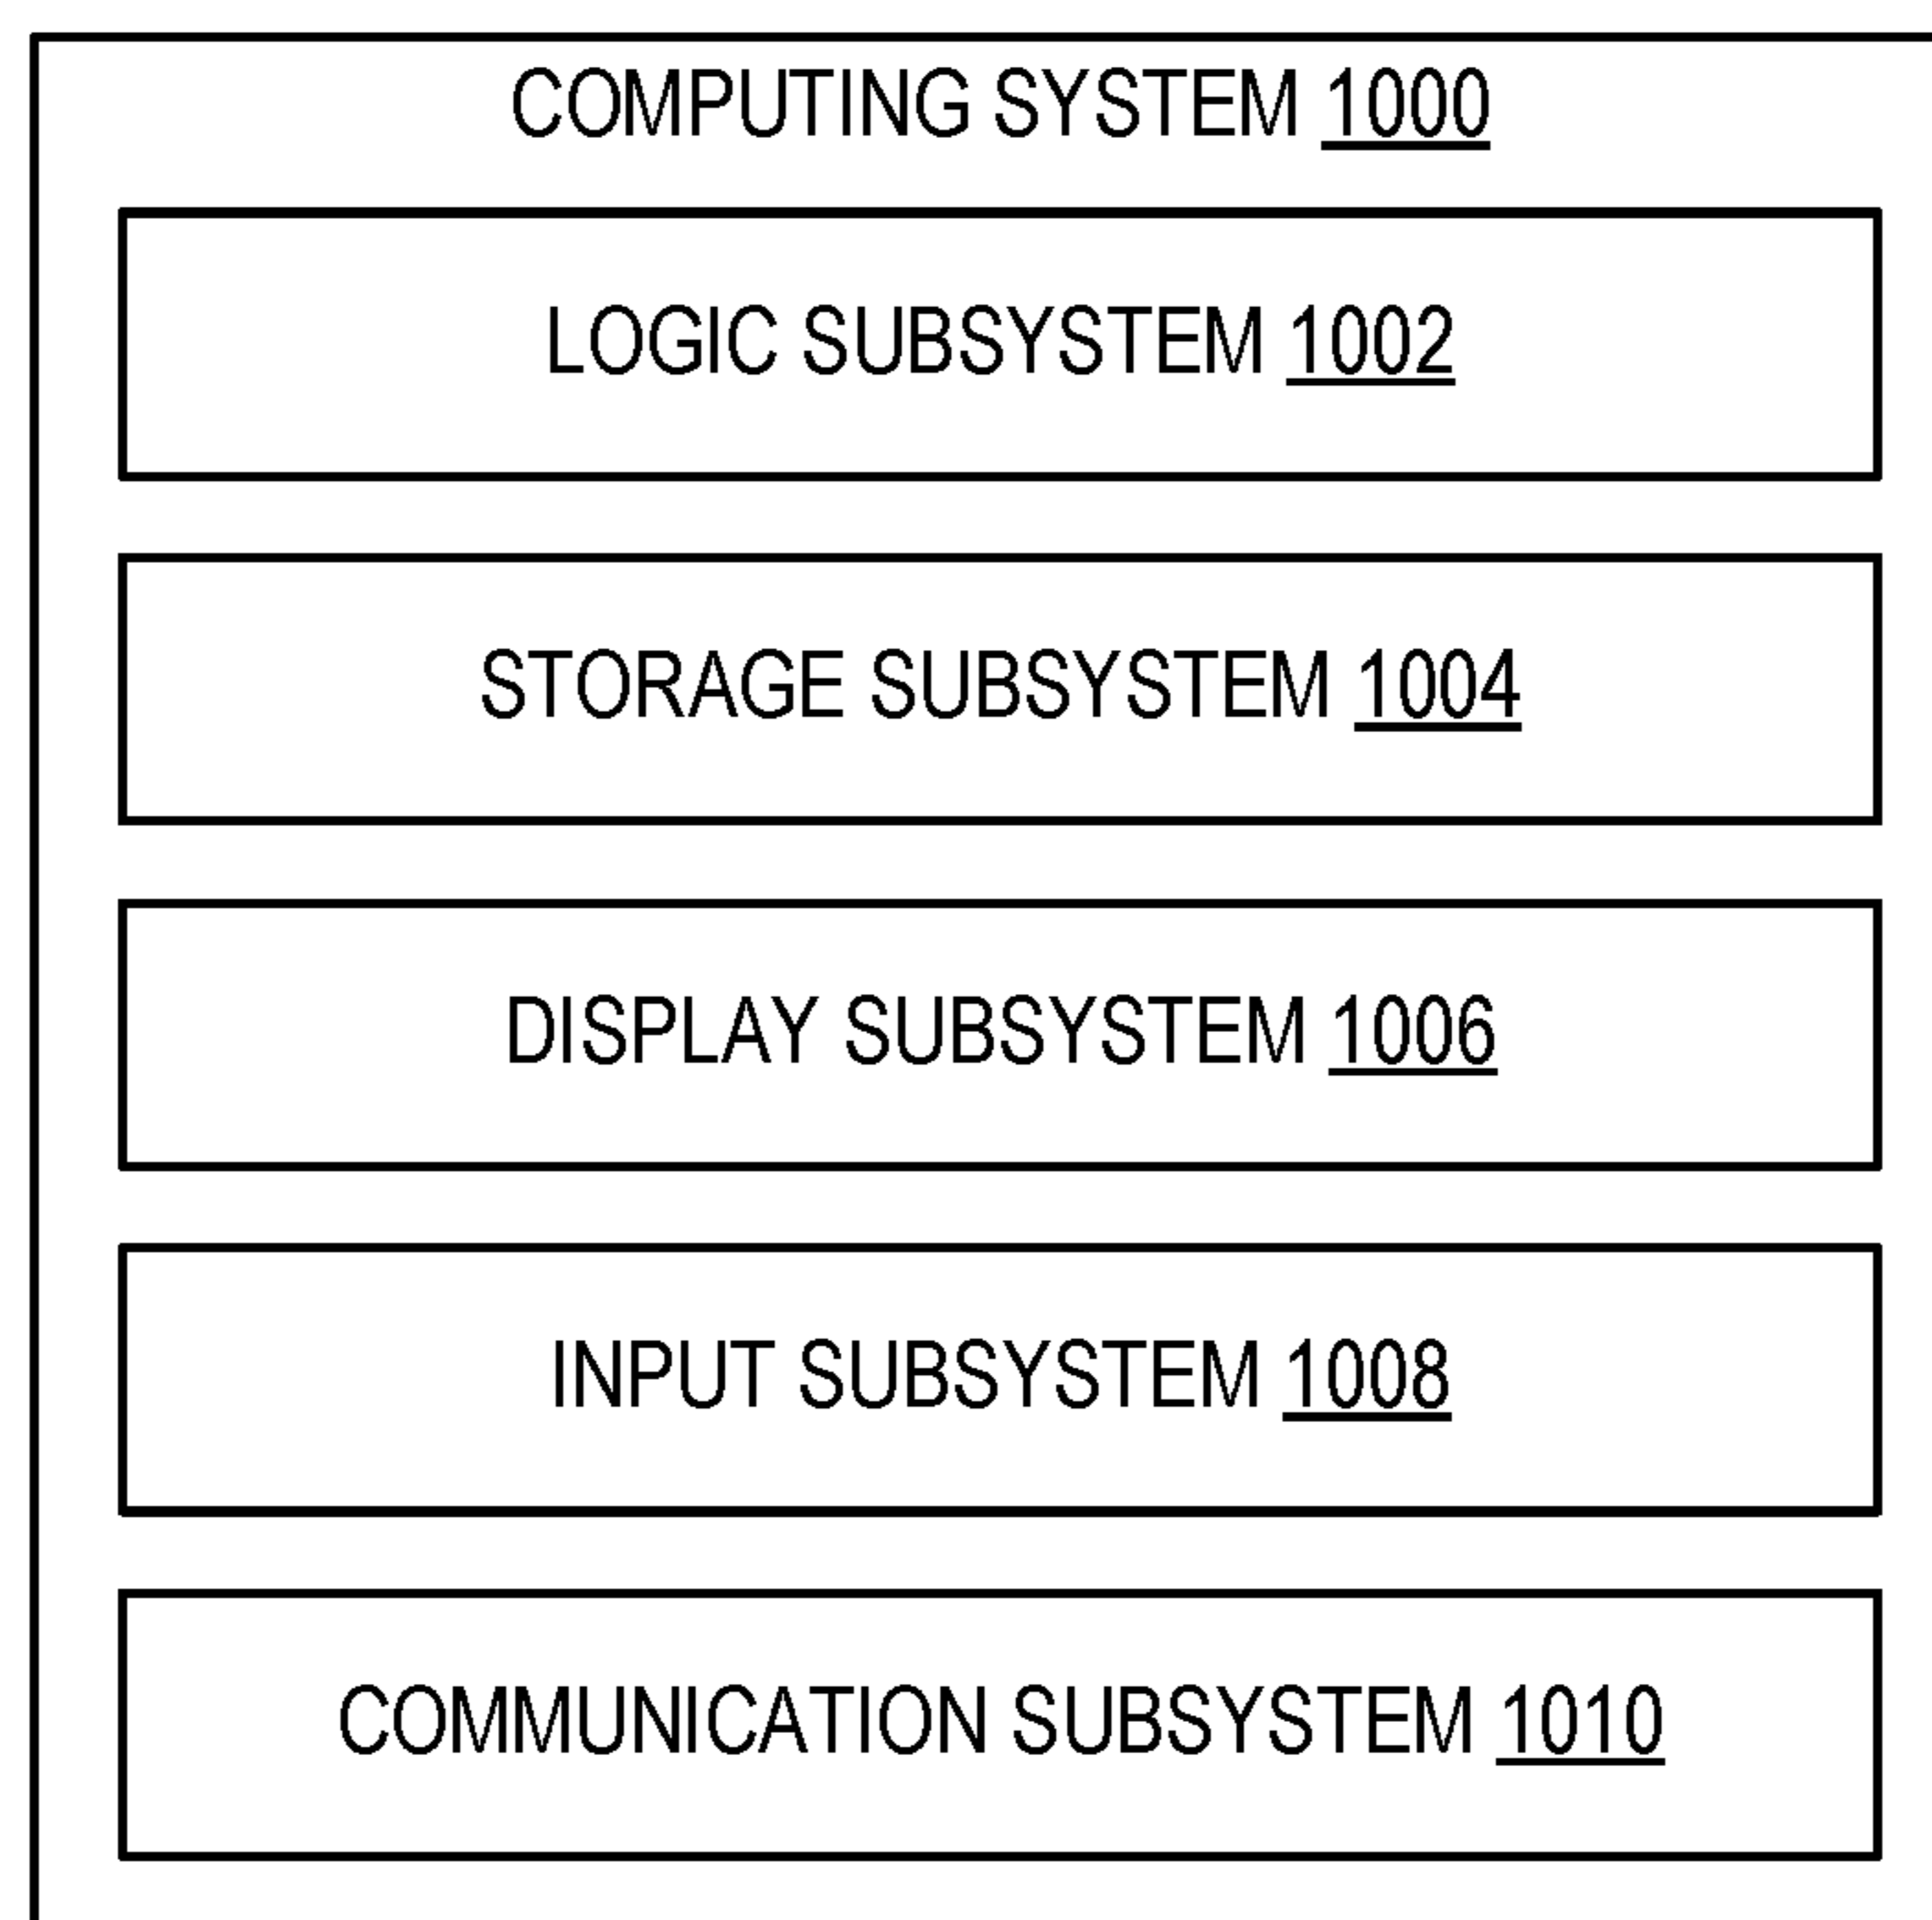 COMPUTING SYSTEM 1000
LOGIC SUBSYSTEM 1002
STORAGE SUBSYSTEM 1004
DISPLAY SUBSYSTEM 1006
INPUT SUBSYSTEM 1008
COMMUNICATION SUBSYSTEM 1010